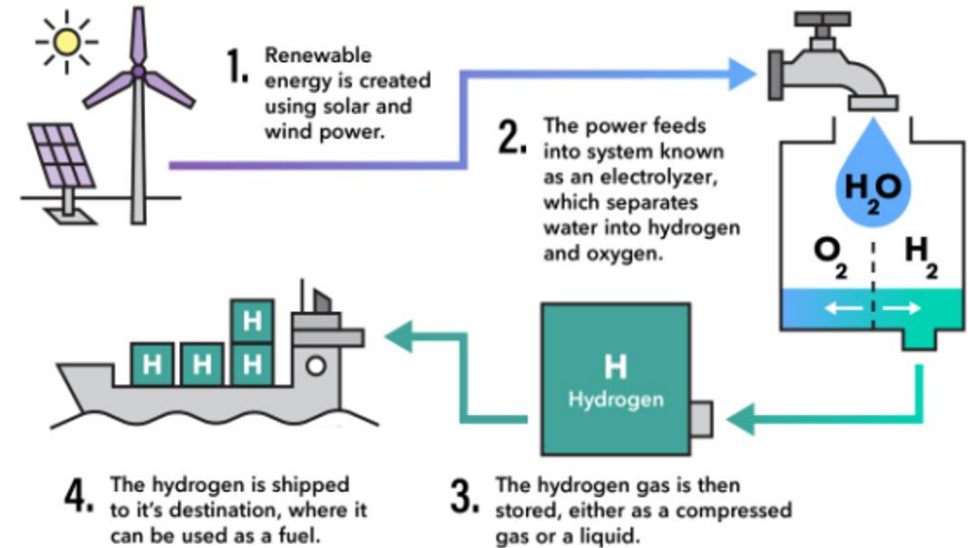 1. Renewable
energy is created
using solar and
wind power.
2. The power feeds
into system known
as an electrolyzer,
which separates
water into hydrogen
and oxygen.
H2O
O2 H2
H
H H H
H
Hydrogen
4. The hydrogen is shipped
to it's destination, where it
can be used as a fuel.
3. The hydrogen gas is then
stored, either as a compressed
gas or a liquid.